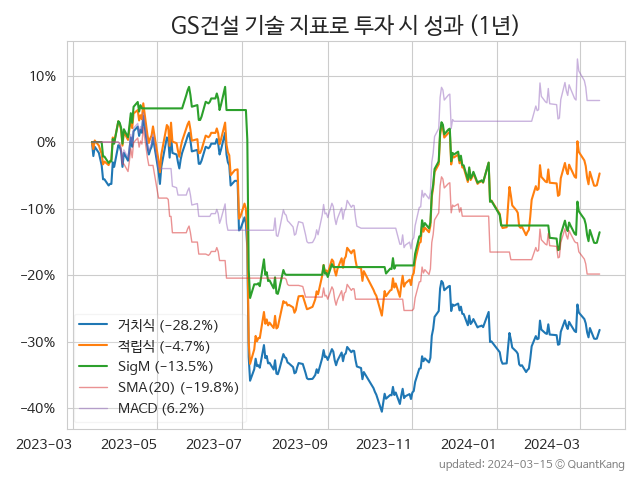 GS건설 기술 지표로 투자 시 성과 (1년)
10%
0%
−10%
−20%
−30%
−40%
거치식 (−28.2%)
적립식 (−4.7%)
SigM (−13.5%)
SMA(20) (−19.8%)
MACD (6.2%)
2023−03 2023−05 2023−07 2023−09 2023−11 2024−01 2024−03
updated: 2024−03−15 © QuantKang